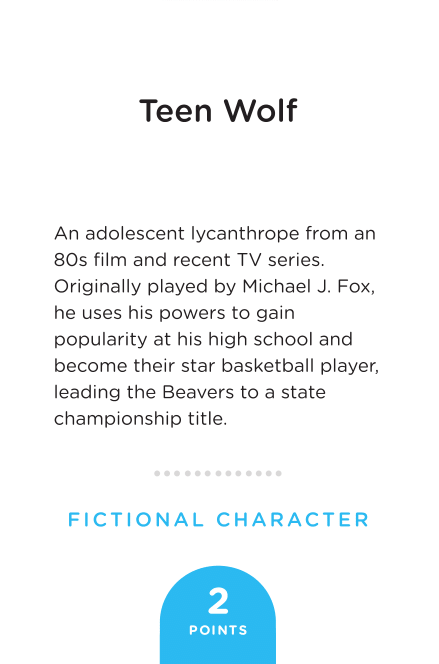 Teen Wolf
An adolescent lycanthrope from an
80s film and recent TV series.
Originally played by Michael J. Fox,
he uses his powers to gain
popularity at his high school and
become their star basketball player,
leading the Beavers to a state
championship title.
FICTIONAL CHARACTER
2
POINTS